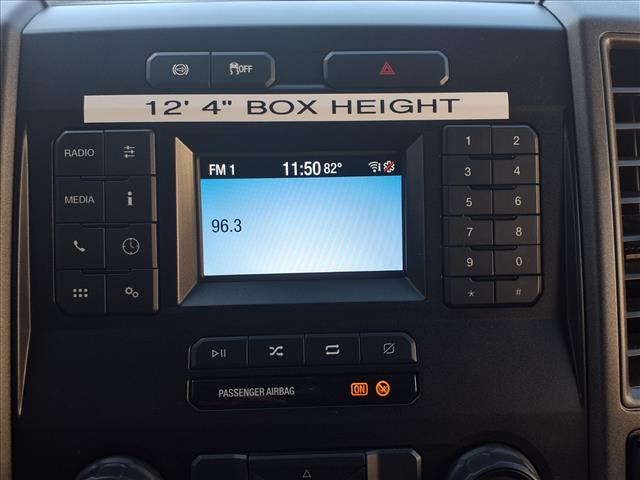 OFF
12' 4" BOX HEIGHT
RADIO
MEDIA
i
FM 1 11:50 82°
96.3
1 2
3 4
5 6
7 8
9 0
* #
PASSENGER AIRBAG ON